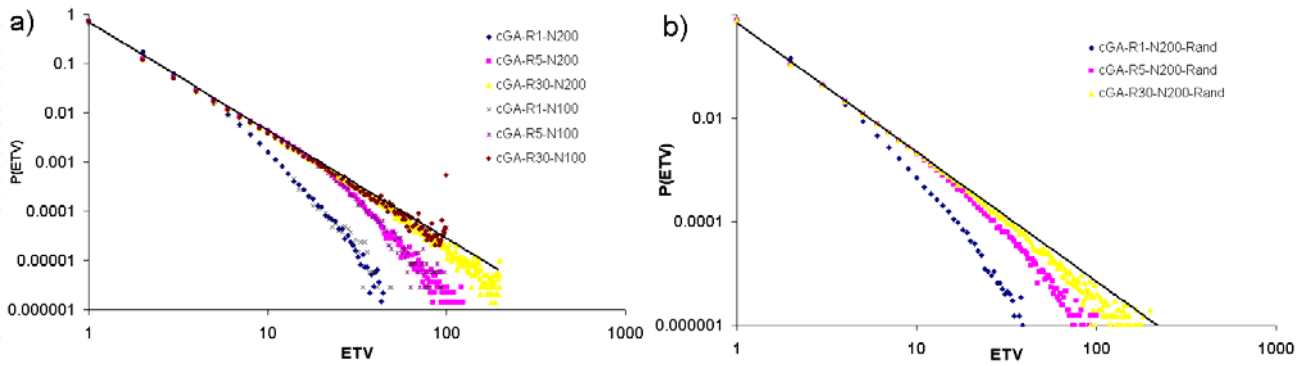 a)
1
0.1
0.01
0.001
0.0001
0.00001
0.000001
P(ETV)
1
10
100
1000
ETV
cGA-R1-N200
cGA-R5-N200
cGA-R30-N200
cGA-R1-N100
cGA-R5-N100
cGA-R30-N100
b)
0.01
0.0001
0.000001
P(ETV)
1
10
100
1000
ETV
cGA-R1-N200-Rand
cGA-R5-N200-Rand
cGA-R30-N200-Rand